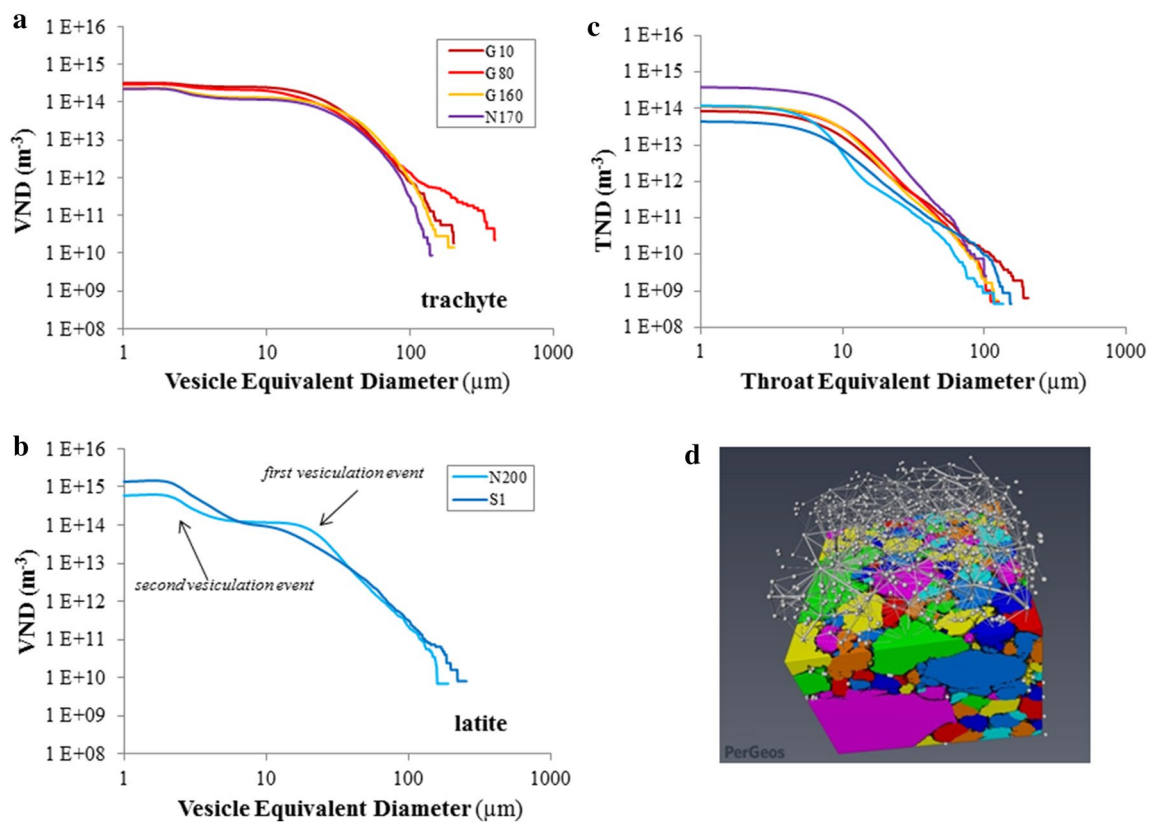 a
1 E+16
1 E+15
1 E+14
1 E+13
1 E+12
1 E+11
1 E+10
1 E+09
1 E+08
VND (m-3)
G 10
G 80
G 160
N170
trachyte
1
10
100
1000
Vesicle Equivalent Diameter (µm)
c
1 E+16
1 E+15
1 E+14
1 E+13
1 E+12
1 E+11
1 E+10
1 E+09
1 E+08
TND (m-3)
1
10
100
1000
Throat Equivalent Diameter (µm)
b
1 E+16
1 E+15
1 E+14
1 E+13
1 E+12
1 E+11
1 E+10
1 E+09
1 E+08
VND (m-3)
first vesiculation event
second vesiculation event
N200
S1
latite
1
10
100
1000
Vesicle Equivalent Diameter (µm)
d
PerGeos